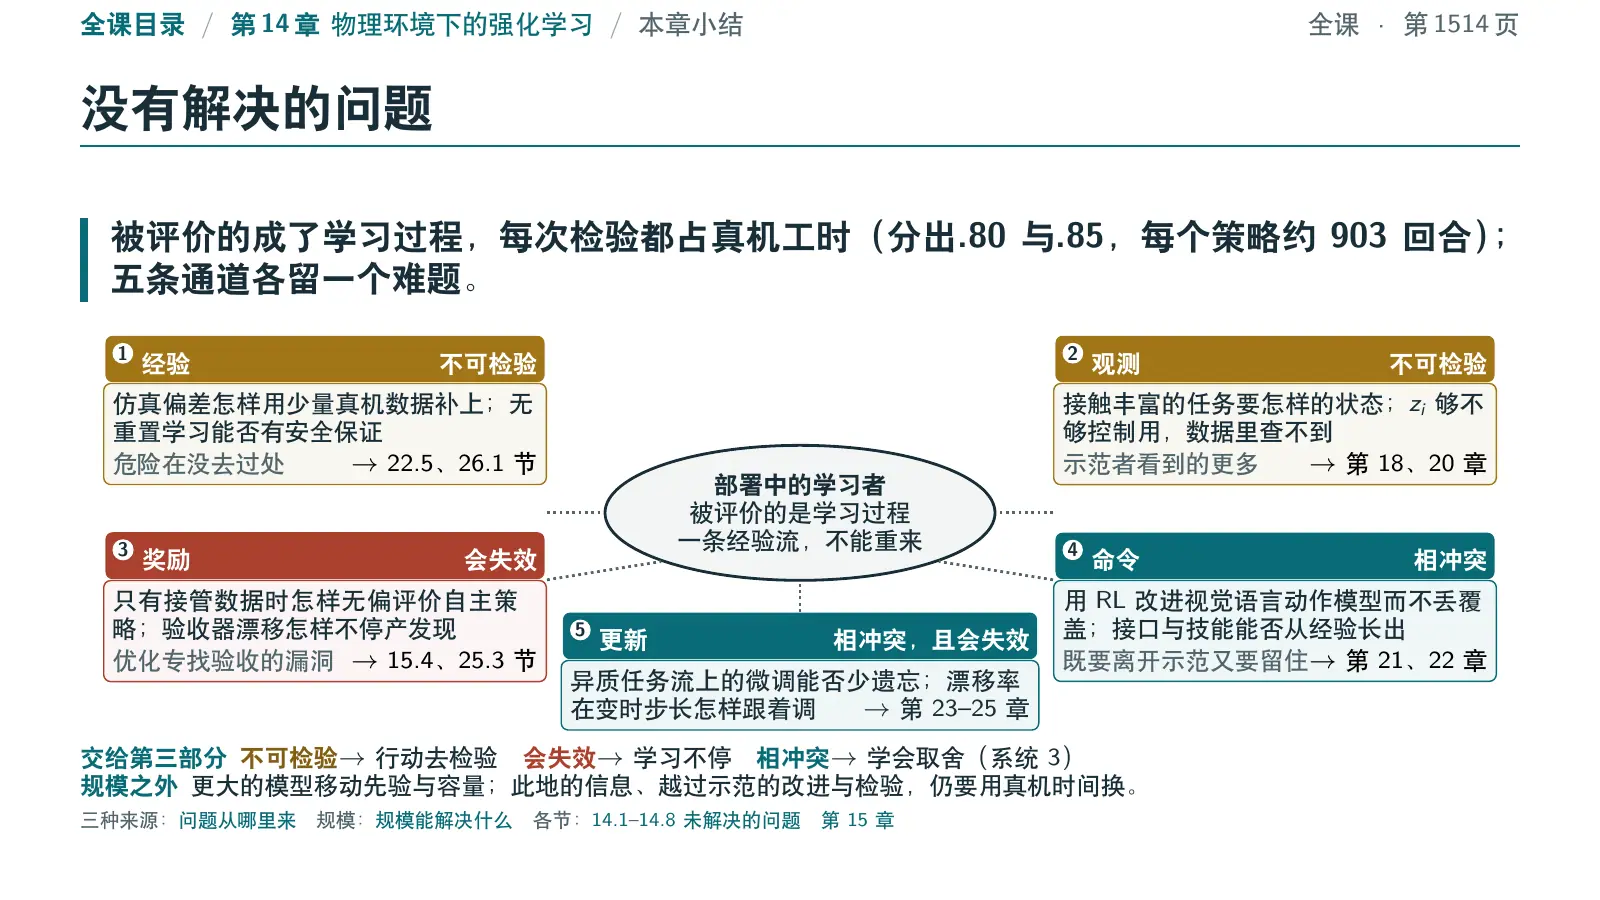 全课目录 / 第 14 章 物理环境下的强化学习 / 本章小结
全课 · 第 1514 页
没有解决的问题
被评价的成了学习过程，每次检验都占真机工时（分出.80 与.85，每个策略约 903 回合）；
五条通道各留一个难题。
1 经验 不可检验
仿真偏差怎样用少量真机数据补上；无
重置学习能否有安全保证
危险在没去过处 → 22.5、26.1 节
2 观测 不可检验
接触丰富的任务要怎样的状态；zᵢ 够不
够控制用，数据里查不到
示范者看到的更多 → 第 18、20 章
部署中的学习者
被评价的是学习过程
一条经验流，不能重来
3 奖励 会失效
只有接管数据时怎样无偏评价自主策
略；验收器漂移怎样不停产发现
优化专找验收的漏洞 → 15.4、25.3 节
4 命令 相冲突
用 RL 改进视觉语言动作模型而不丢覆
盖；接口与技能能否从经验长出
既要离开示范又要留住→ 第 21、22 章
5 更新 相冲突，且会失效
异质任务流上的微调能否少遗忘；漂移率
在变时步长怎样跟着调 → 第 23–25 章
交给第三部分 不可检验→ 行动去检验 会失效→ 学习不停 相冲突→ 学会取舍（系统 3）
规模之外 更大的模型移动先验与容量；此地的信息、越过示范的改进与检验，仍要用真机时间换。
三种来源：问题从哪里来 规模：规模能解决什么 各节：14.1–14.8 未解决的问题 第 15 章